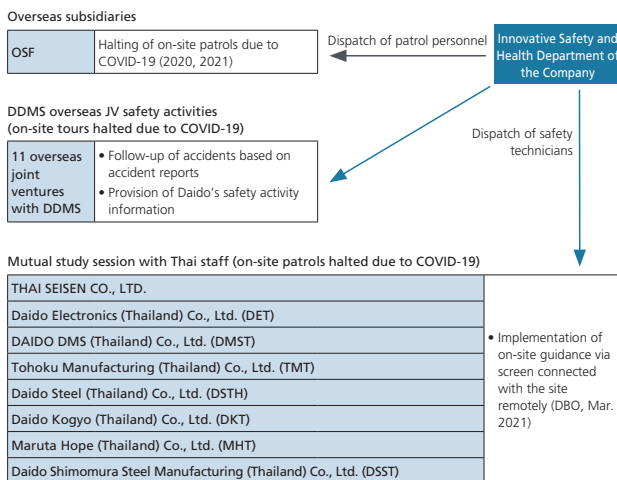 Overseas subsidiaries
OSF
Halting of on-site patrols due to
COVID-19 (2020, 2021)
Dispatch of patrol personnel
Innovative Safety and
Health Department of
the Company
DDMS overseas JV safety activities
(on-site tours halted due to COVID-19)
11 overseas
joint
ventures
with DDMS
• Follow-up of accidents based on
accident reports
• Provision of Daido's safety activity
information
Dispatch of safety
technicians
Mutual study session with Thai staff (on-site patrols halted due to COVID-19)
THAI SEISEN CO., LTD.
Daido Electronics (Thailand) Co., Ltd. (DET)
DAIDO DMS (Thailand) Co., Ltd. (DMST)
Tohoku Manufacturing (Thailand) Co., Ltd. (TMT)
Daido Steel (Thailand) Co., Ltd. (DSTH)
Daido Kogyo (Thailand) Co., Ltd. (DKT)
Maruta Hope (Thailand) Co., Ltd. (MHT)
Daido Shimomura Steel Manufacturing (Thailand) Co., Ltd. (DSST)
• Implementation of
on-site guidance via
screen connected
with the site
remotely (DBO, Mar.
2021)